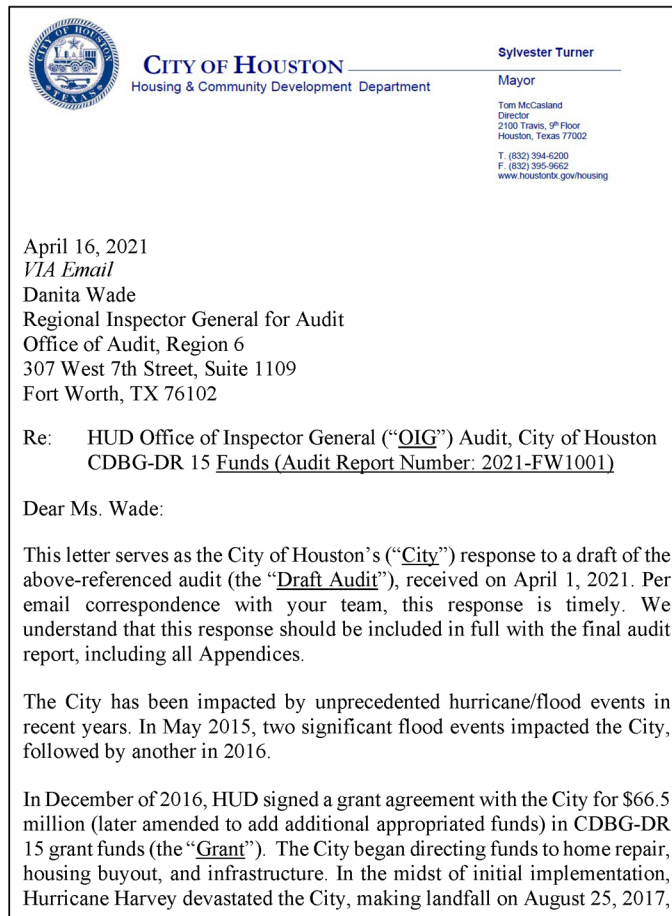 CITY OF HOUSTON
TEXAS
CITY OF HOUSTON
Housing & Community Development Department
Sylvester Turner
Mayor
Tom McCasland
Director
2100 Travis, 9th Floor
Houston, Texas 77002
T. (832) 394-6200
F. (832) 395-9662
www.houstontx.gov/housing
April 16, 2021
VIA Email
Danita Wade
Regional Inspector General for Audit
Office of Audit, Region 6
307 West 7th Street, Suite 1109
Fort Worth, TX 76102
Re: HUD Office of Inspector General (“OIG”) Audit, City of Houston
CDBG-DR 15 Funds (Audit Report Number: 2021-FW1001)
Dear Ms. Wade:
This letter serves as the City of Houston’s (“City”) response to a draft of the
above-referenced audit (the “Draft Audit”), received on April 1, 2021. Per
email correspondence with your team, this response is timely. We
understand that this response should be included in full with the final audit
report, including all Appendices.
The City has been impacted by unprecedented hurricane/flood events in
recent years. In May 2015, two significant flood events impacted the City,
followed by another in 2016.
In December of 2016, HUD signed a grant agreement with the City for $66.5
million (later amended to add additional appropriated funds) in CDBG-DR
15 grant funds (the “Grant”). The City began directing funds to home repair,
housing buyout, and infrastructure. In the midst of initial implementation,
Hurricane Harvey devastated the City, making landfall on August 25, 2017,